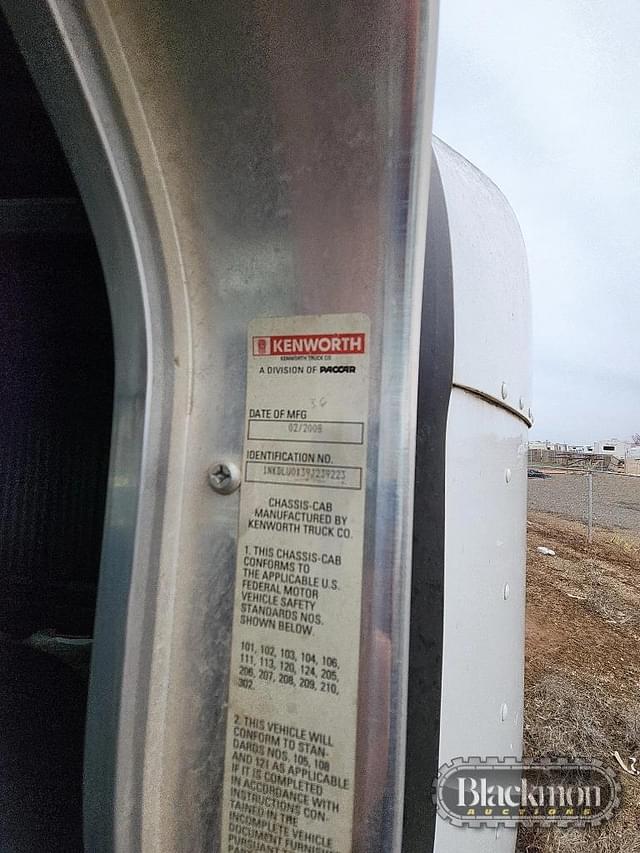 KENWORTH
KENWORTH TRUCK CO
A DIVISION OF PACCAR
36
DATE OF MFG
02/2008
IDENTIFICATION NO.
CHASSIS-CAB
MANUFACTURED BY
KENWORTH TRUCK CO.
1. THIS CHASSIS-CAB
CONFORMS TO
THE APPLICABLE U.S.
FEDERAL MOTOR
VEHICLE SAFETY
STANDARDS NOS.
SHOWN BELOW.
101, 102, 103, 104, 106,
111, 113, 120, 124, 205,
206, 207, 208, 209, 210,
302.
2. THIS VEHICLE WILL
CONFORM TO STAN-
DARDS NOS. 105, 108
AND 121 AS APPLICABLE
IF IT IS COMPLETED
IN ACCORDANCE WITH
INSTRUCTIONS CON-
TAINED IN THE
INCOMPLETE VEHICLE
DOCUMENT FURNISHED
PURSUANT
Blackmon
AUCTIONS